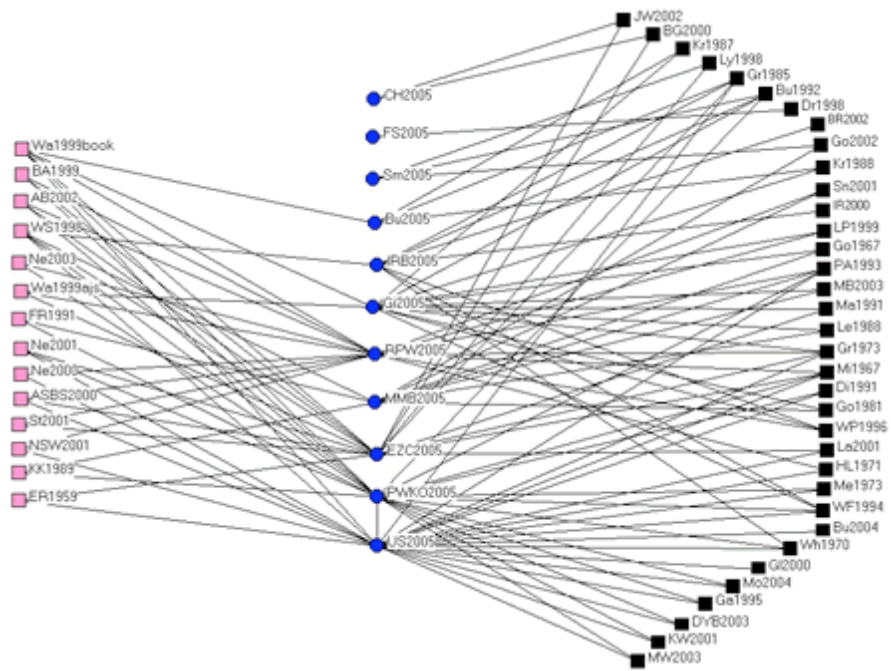 Wa1999book
BA1999
AB2002
WS1998
Ne2003
Wa1999ajs
FR1991
Ne2001
Ne2000
ASBS2000
St2001
NSW2001
KK1989
ER1959
CH2005
FS2005
Sm2005
Bu2005
IRB2005
Gi2005
RPW2005
MMB2005
EZC2005
PWKO2005
US2005
JW2002
BG2000
Kr1987
Ly1998
Gr1985
Bu1992
Dr1998
BR2002
Go2002
Kr1988
Sn2001
IR2000
LP1999
Go1967
PA1993
MB2003
Ma1991
Le1988
Gr1973
Mi1967
Di1991
Go1981
WP1996
La2001
HL1971
Me1973
WF1994
Bu2004
Wh1970
Gl2000
Mo2004
Ga1995
DYB2003
KW2001
MW2003